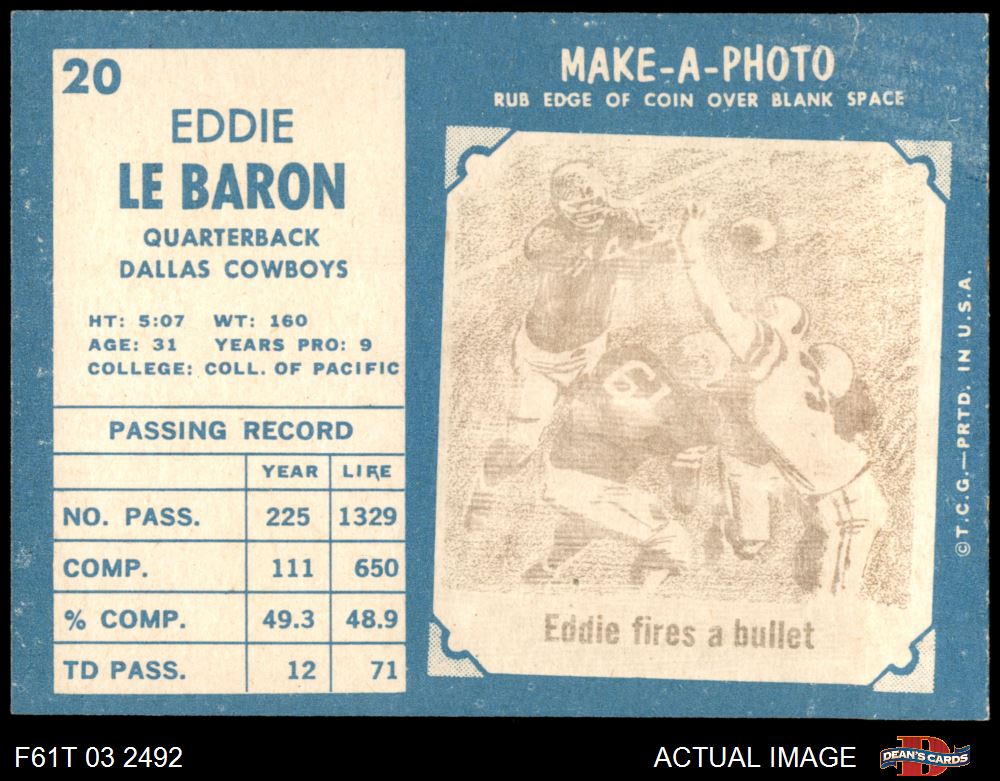 20
EDDIE
LE BARON
QUARTERBACK
DALLAS COWBOYS
HT: 5:07 WT: 160
AGE: 31 YEARS PRO: 9
COLLEGE: COLL. OF PACIFIC
PASSING RECORD
YEAR LIFE
NO. PASS. 225 1329
COMP. 111 650
% COMP. 49.3 48.9
TD PASS. 12 71
MAKE-A-PHOTO
RUB EDGE OF COIN OVER BLANK SPACE
Eddie fires a bullet
©T.C.G.—PRTD. IN U.S.A.
F61T 03 2492
ACTUAL IMAGE
D
DEAN'S CARDS